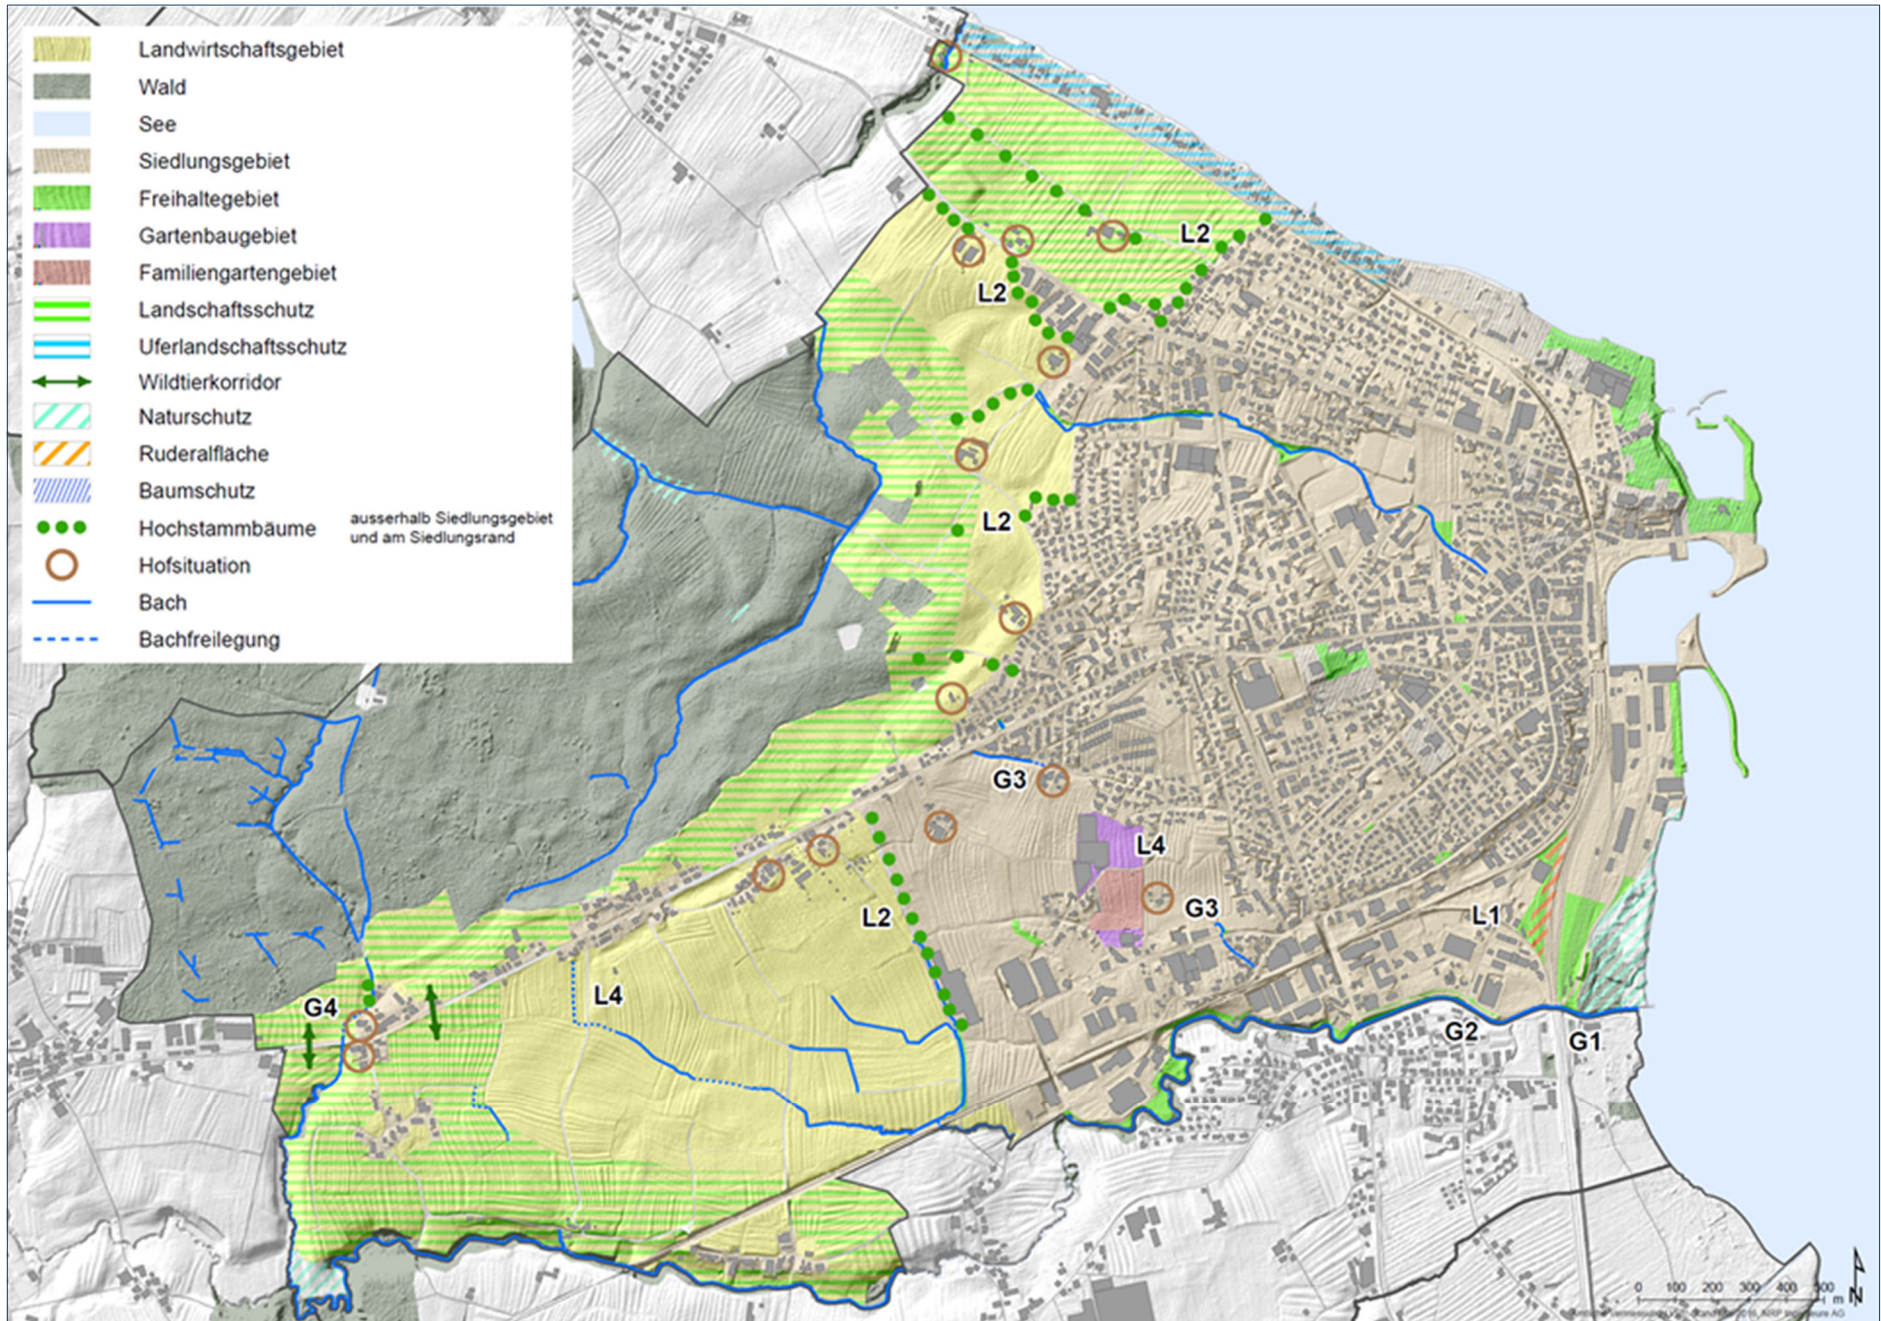 Landwirtschaftsgebiet
Wald
See
Siedlungsgebiet
Freihaltegebiet
Gartenbaugebiet
Familiengartengebiet
Landschaftsschutz
Uferlandschaftsschutz
Wildtierkorridor
Naturschutz
Ruderalfläche
Baumschutz
Hochstammbäume
ausserhalb Siedlungsgebiet
und am Siedlungsrand
Hofsituation
Bach
Bachfreilegung
L2
L2
L2
G3
L4
L2
G3
L1
L4
G4
G2
G1
0 100 200 300 400 500
m
N